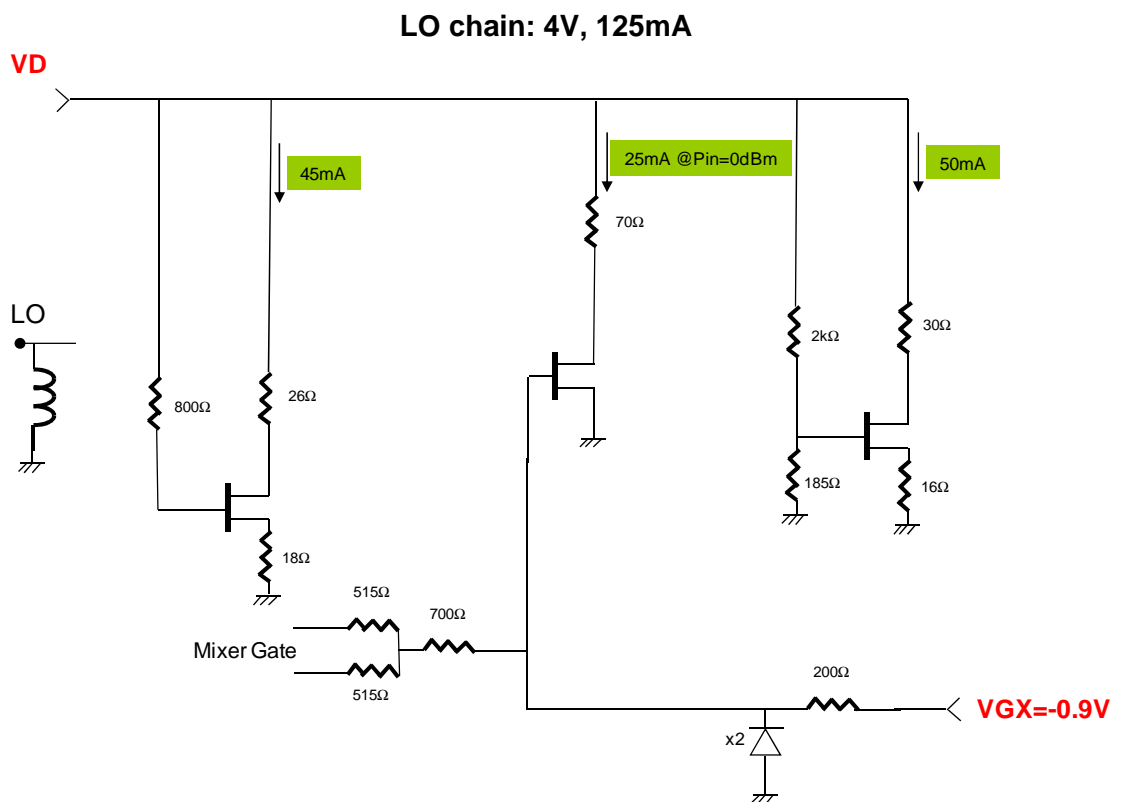 LO chain: 4V, 125mA
VD
45mA
25mA @Pin=0dBm
50mA
70Ω
LO
2kΩ
30Ω
800Ω
26Ω
185Ω
16Ω
18Ω
515Ω
700Ω
Mixer Gate
515Ω
200Ω
VGX=-0.9V
x2